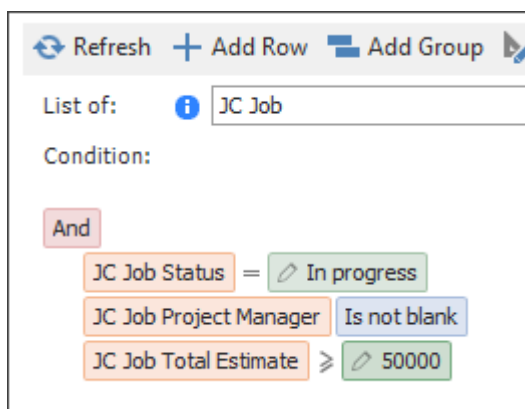 Refresh Add Row Add Group
List of: JC Job
Condition:
And
JC Job Status = In progress
JC Job Project Manager Is not blank
JC Job Total Estimate ⩾ 50000